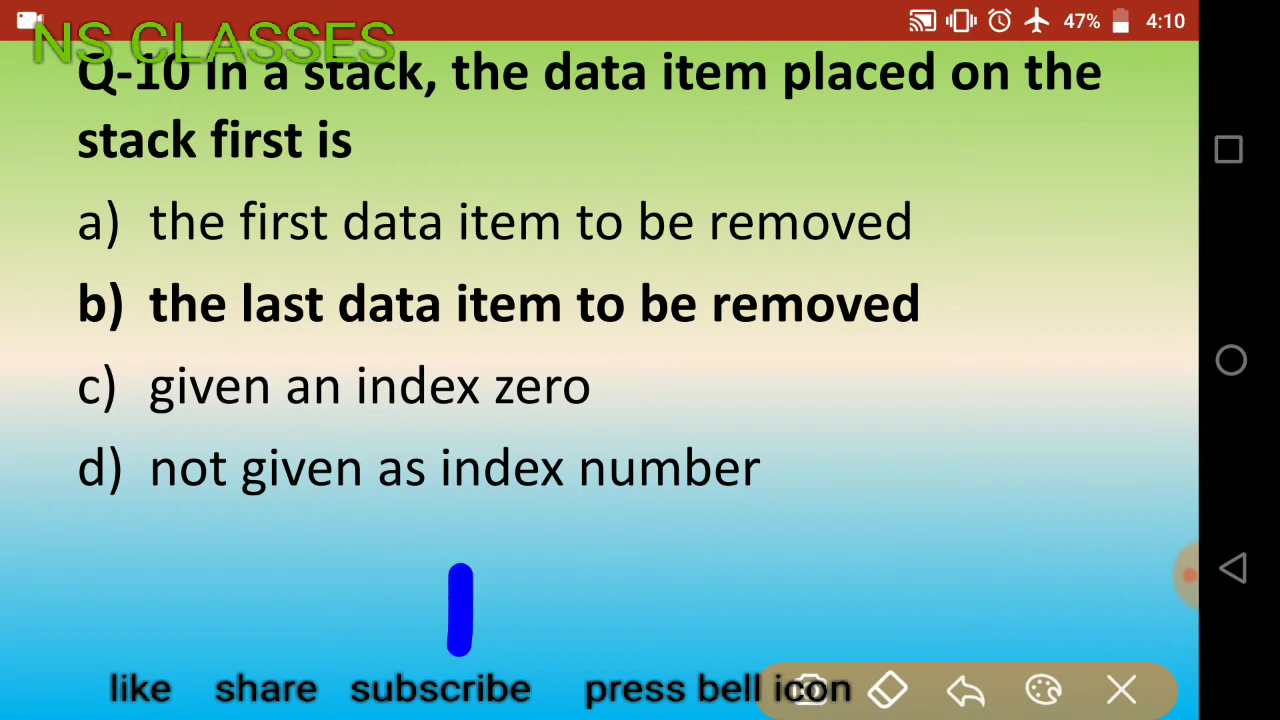 47% 4:10
NS CLASSES
Q-10 In a stack, the data item placed on the
stack first is
a) the first data item to be removed
b) the last data item to be removed
c) given an index zero
d) not given as index number
like share subscribe press bell icon